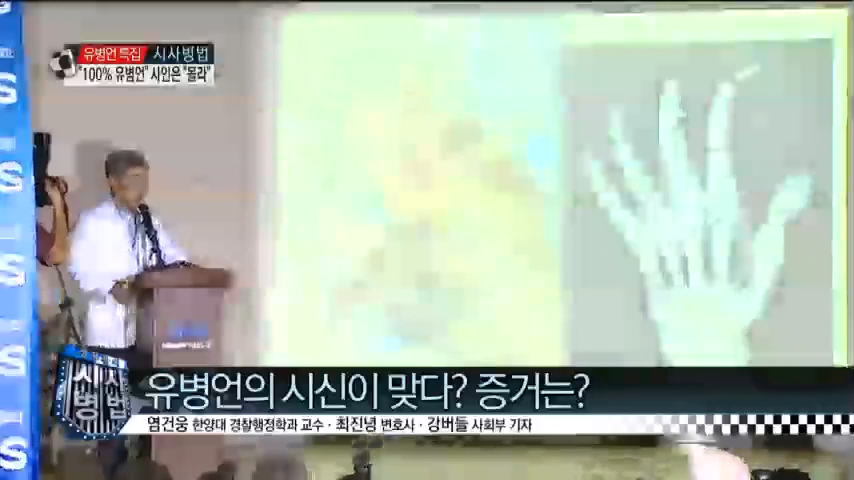 유병언 특집 시사병법
"100% 유병언" 시인은 "몰라"
시사
병법
유병언의 시신이 맞다? 증거는?
염건웅 한양대 경찰행정학과 교수 · 최진녕 변호사 · 강버들 사회부 기자